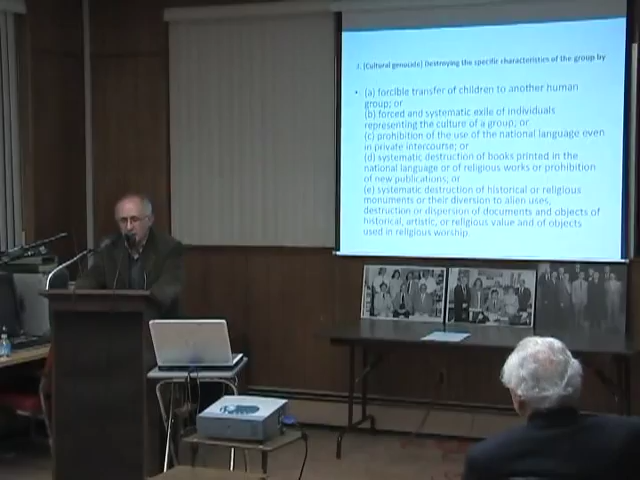 3. [Cultural genocide] Destroying the specific characteristics of the group by
• (a) forcible transfer of children to another human
group; or
(b) forced and systematic exile of individuals
representing the culture of a group; or
(c) prohibition of the use of the national language even
in private intercourse; or
(d) systematic destruction of books printed in the
national language or of religious works or prohibition
of new publications; or
(e) systematic destruction of historical or religious
monuments or their diversion to alien uses,
destruction or dispersion of documents and objects of
historical, artistic, or religious value and of objects
used in religious worship.